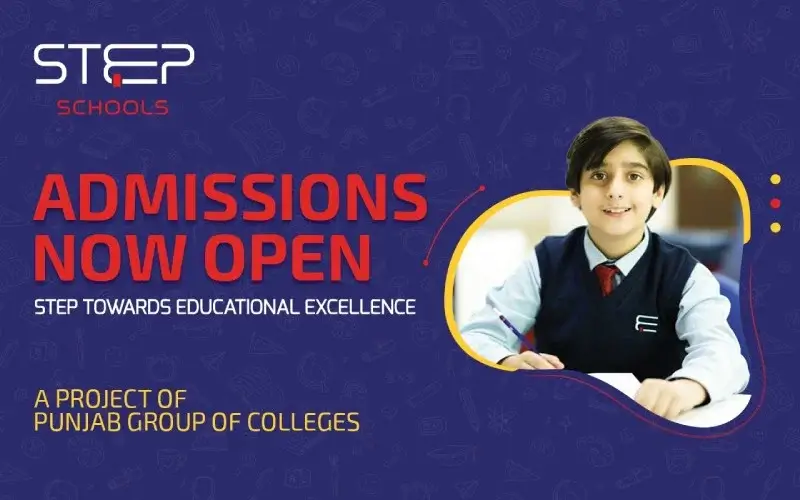 STEP
SCHOOLS
ADMISSIONS
NOW OPEN
STEP TOWARDS EDUCATIONAL EXCELLENCE
A PROJECT OF
PUNJAB GROUP OF COLLEGES